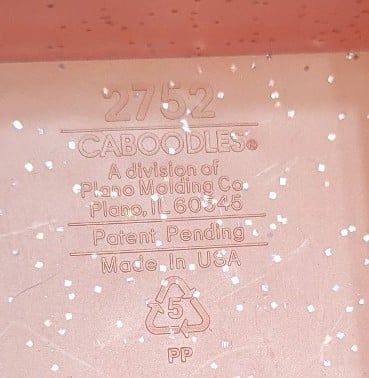 2752
CABOODLES®
A division of
Plano Molding Co.
Plano, IL 60545
Patent Pending
Made In USA
5
PP